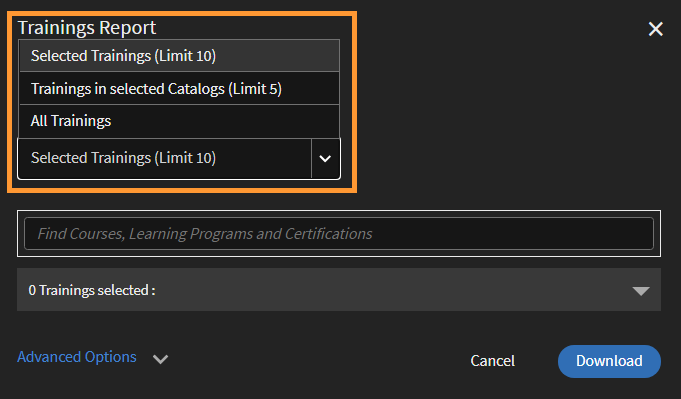 Trainings Report
Selected Trainings (Limit 10)
Trainings in selected Catalogs (Limit 5)
All Trainings
Selected Trainings (Limit 10)
Find Courses, Learning Programs and Certifications
0 Trainings selected :
Advanced Options
Cancel
Download